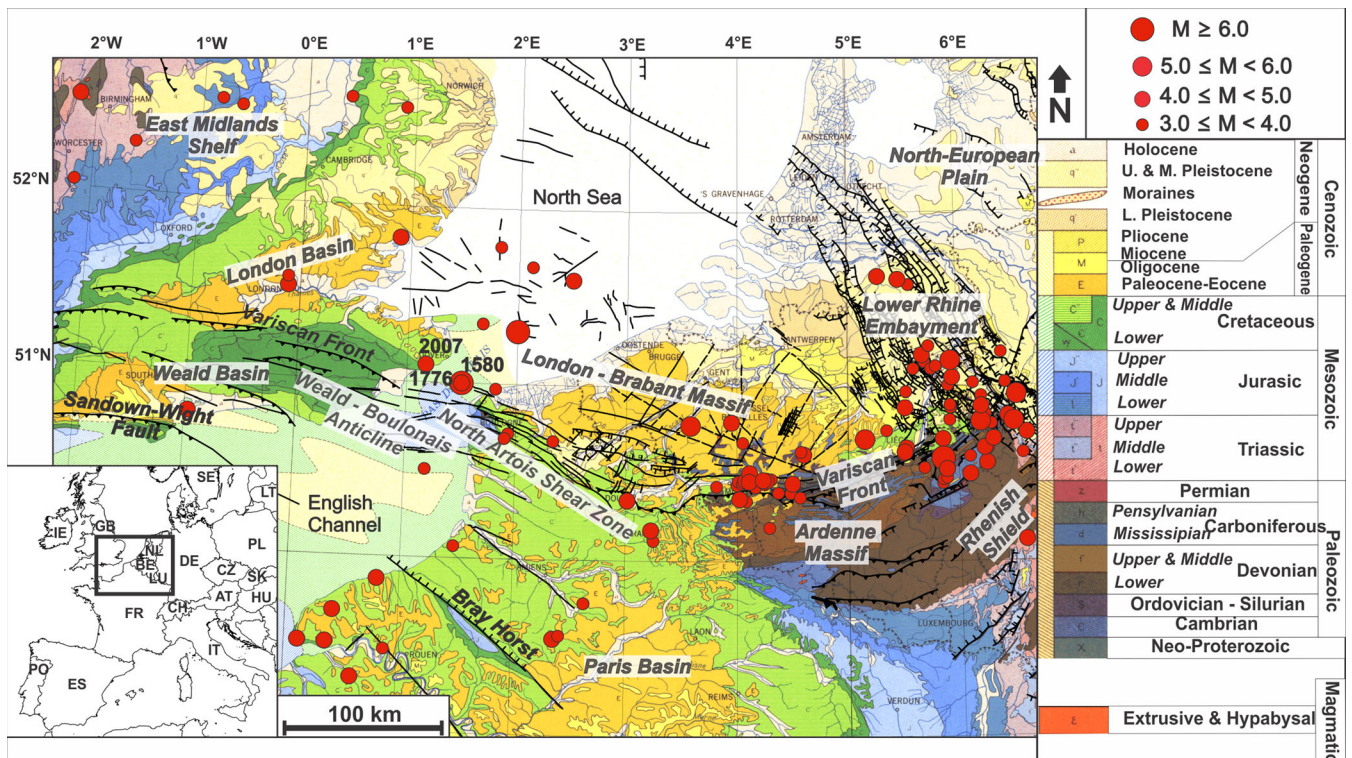 2°W 1°W 0°E 1°E 2°E 3°E 4°E 5°E 6°E
M ≥ 6.0
5.0 ≤ M < 6.0
4.0 ≤ M < 5.0
3.0 ≤ M < 4.0
N
NORWICH
BIRMINGHAM
East Midlands
Shelf
WORCESTER
CAMBRIDGE
AMSTERDAM
North-European
Plain
52°N
North Sea
'S GRAVENHAGE
UTRECHT
ROTTERDAM
OXFORD
London Basin
LONDON
Lower Rhine
Embayment
Variscan Front
51°N
2007
1580
1776
OOSTENDE
BRUGGE
ANTWERPEN
GENT
London - Brabant Massif
Weald Basin
Weald - Boulonais
Anticline
North Artois Shear Zone
Sandown-Wight
Fault
Variscan
Front
English
Channel
Ardenne
Massif
Rhenish
Shield
AMIENS
Bray Horst
LUXEMBOURG
LAON
ROUEN
Paris Basin
REIMS
VERDUN
100 km
SE
LT
IE
GB
NL
DE
PL
BE
LU
CZ
SK
FR
CH
AT
HU
IT
PO
ES
a Holocene
q U. & M. Pleistocene
Moraines
q L. Pleistocene
P Pliocene
M Miocene
Oligocene
E Paleocene-Eocene
Neogene
Paleogene
Cenozoic
Upper & Middle
Lower
Cretaceous
Upper
Middle
Lower
Jurassic
Upper
Middle
Lower
Triassic
Mesozoic
Permian
Pensylvanian
Mississipian
Carboniferous
Upper & Middle
Lower
Devonian
Ordovician - Silurian
Cambrian
Paleozoic
Neo-Proterozoic
Extrusive & Hypabysal
Magmatic